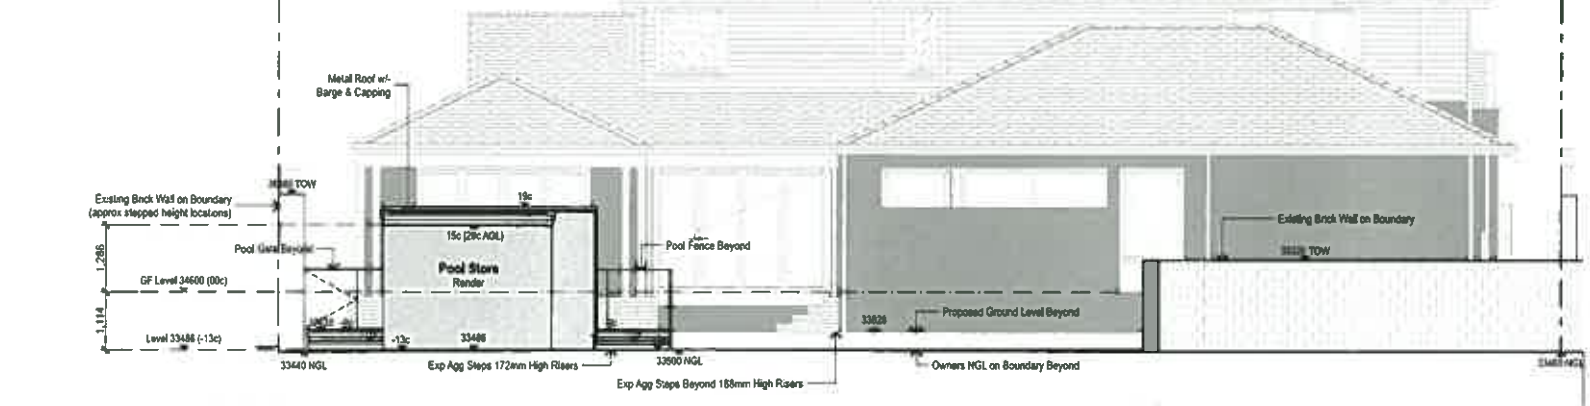 Metal Roof w/-
Barge & Capping
TOW
Existing Brick Wall on Boundary
(approx stepped height locations)
19c
15c (28c AGL)
Pool Gate Beyond
Pool Fence Beyond
Existing Brick Wall on Boundary
TOW
1,286
Pool Store
Render
GF Level 34600 (00c)
1,114
33828
Proposed Ground Level Beyond
Level 33486 (-13c)
-13c
33486
33440 NGL
Exp Agg Steps 172mm High Risers
33500 NGL
Owners NGL on Boundary Beyond
Exp Agg Steps Beyond 188mm High Risers
NGL